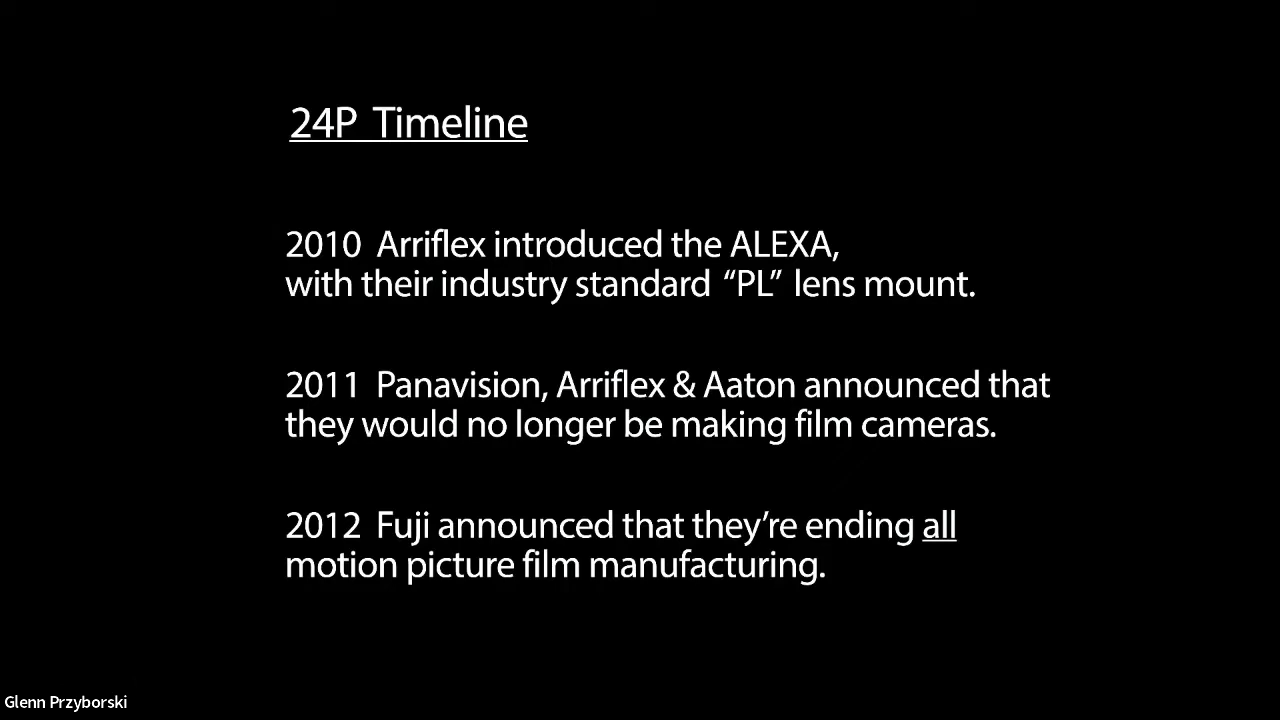 24P Timeline
2010 Arriflex introduced the ALEXA,
with their industry standard “PL” lens mount.
2011 Panavision, Arriflex & Aaton announced that
they would no longer be making film cameras.
2012 Fuji announced that they’re ending all
motion picture film manufacturing.
Glenn Przyborski